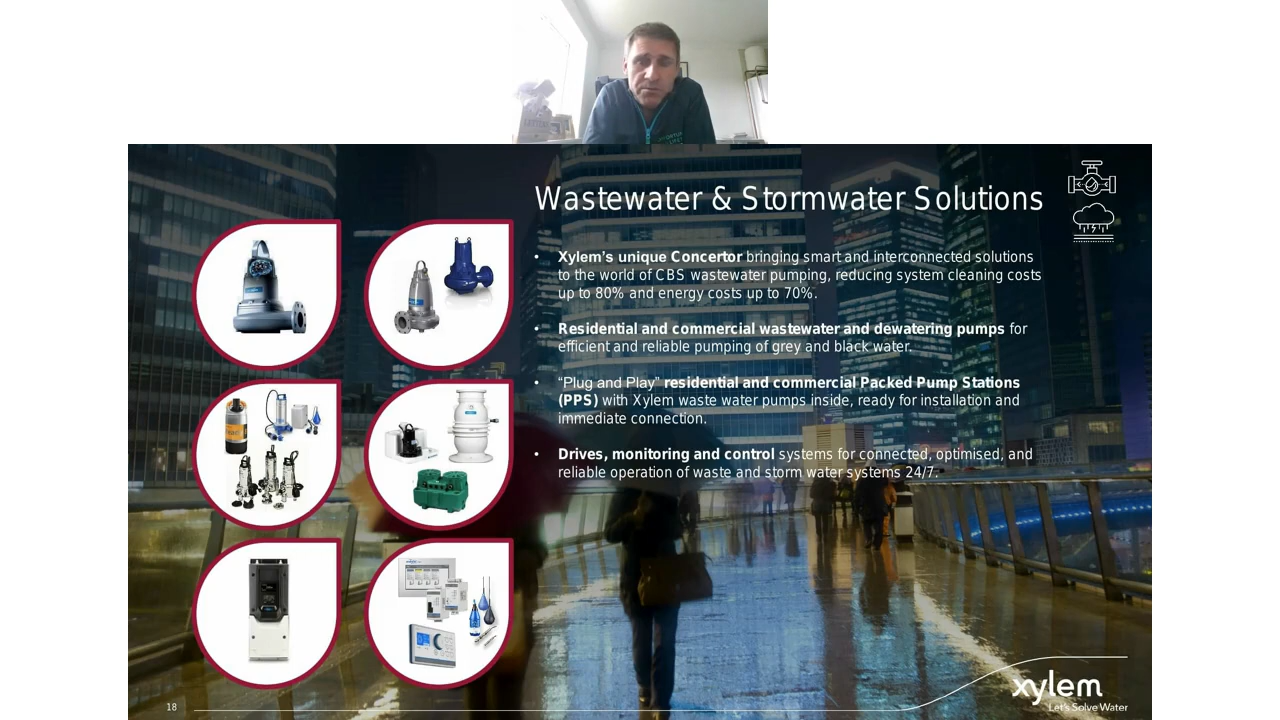 Wastewater & Stormwater Solutions
• Xylem's unique Concertor bringing smart and interconnected solutions
to the world of CBS wastewater pumping, reducing system cleaning costs
up to 80% and energy costs up to 70%.
• Residential and commercial wastewater and dewatering pumps for
efficient and reliable pumping of grey and black water.
• “Plug and Play” residential and commercial Packed Pump Stations
(PPS) with Xylem waste water pumps inside, ready for installation and
immediate connection.
• Drives, monitoring and control systems for connected, optimised, and
reliable operation of waste and storm water systems 24/7.
xylem
Let's Solve Water
18